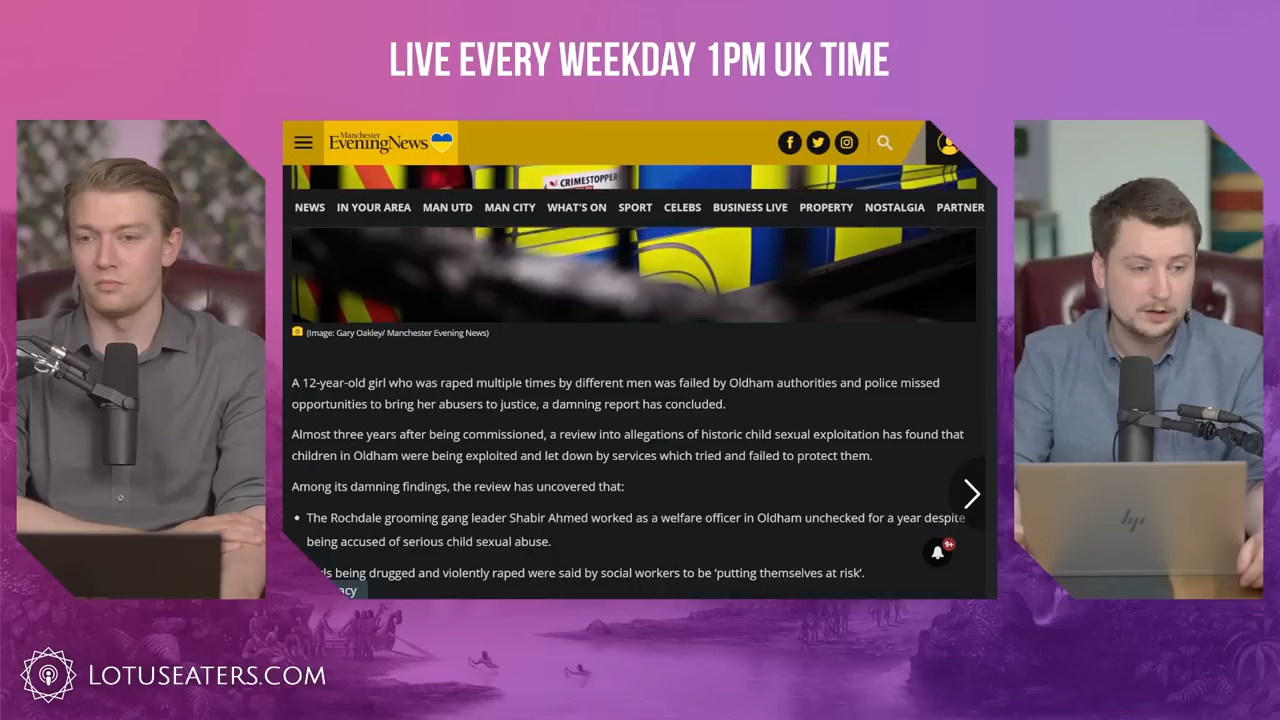 LIVE EVERY WEEKDAY 1PM UK TIME
Manchester
EveningNews
CRIMESTOPPER
NEWS IN YOUR AREA MAN UTD MAN CITY WHAT'S ON SPORT CELEBS BUSINESS LIVE PROPERTY NOSTALGIA PARTNER
(Image: Gary Oakley/ Manchester Evening News)
A 12-year-old girl who was raped multiple times by different men was failed by Oldham authorities and police missed
opportunities to bring her abusers to justice, a damning report has concluded.
Almost three years after being commissioned, a review into allegations of historic child sexual exploitation has found that
children in Oldham were being exploited and let down by services which tried and failed to protect them.
Among its damning findings, the review has uncovered that:
• The Rochdale grooming gang leader Shabir Ahmed worked as a welfare officer in Oldham unchecked for a year despite
being accused of serious child sexual abuse.
9+
ls being drugged and violently raped were said by social workers to be 'putting themselves at risk'.
acy
hp
LOTUSEATERS.COM